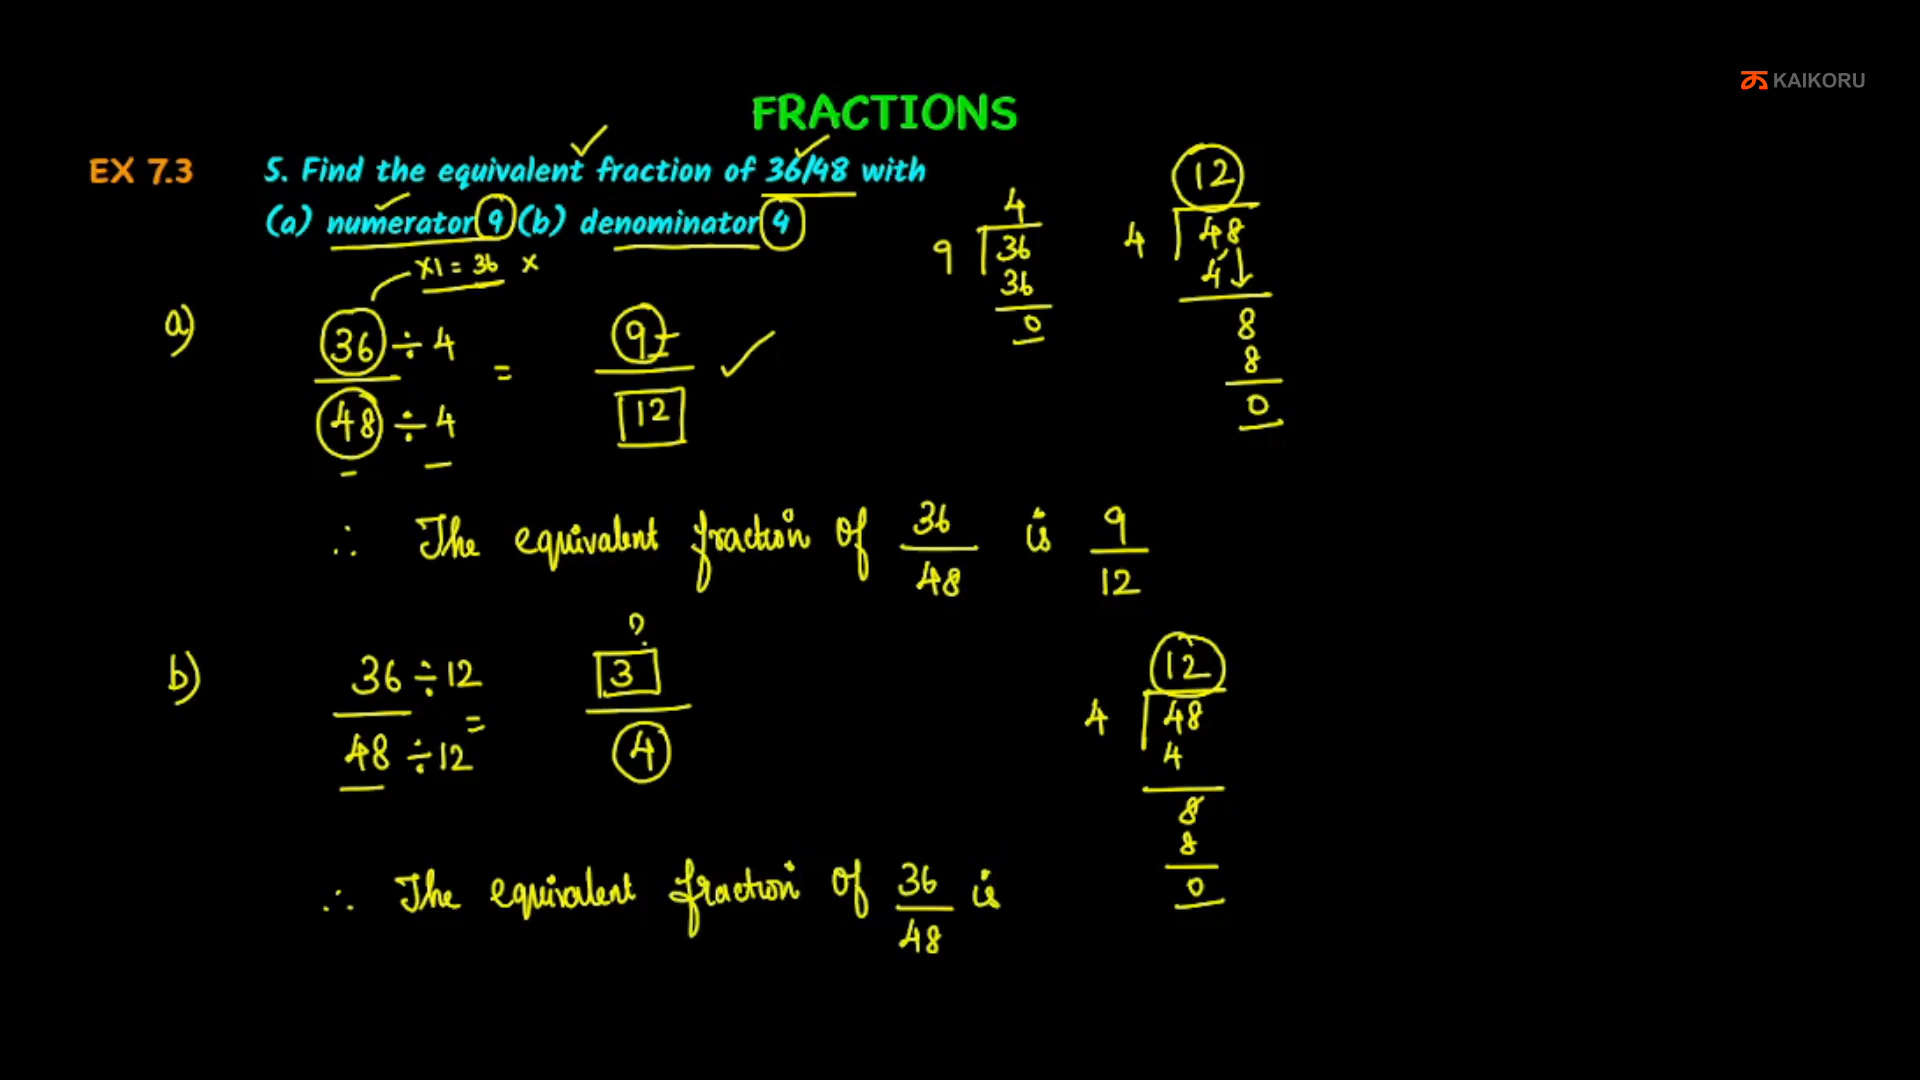 KAIKORU
FRACTIONS
EX 7.3
5. Find the equivalent fraction of 36/48 with
(a) numerator 9 (b) denominator 4
×1 = 36 ×
a)
36 ÷ 4
48 ÷ 4
=
9
12
4
9 36
36
0
12
4 48
4
8
8
0
∴ The equivalent fraction of 36/48 is 9/12
b)
36 ÷ 12
48 ÷ 12
=
?
3
4
12
4 48
4
8
8
0
∴ The equivalent fraction of 36/48 is